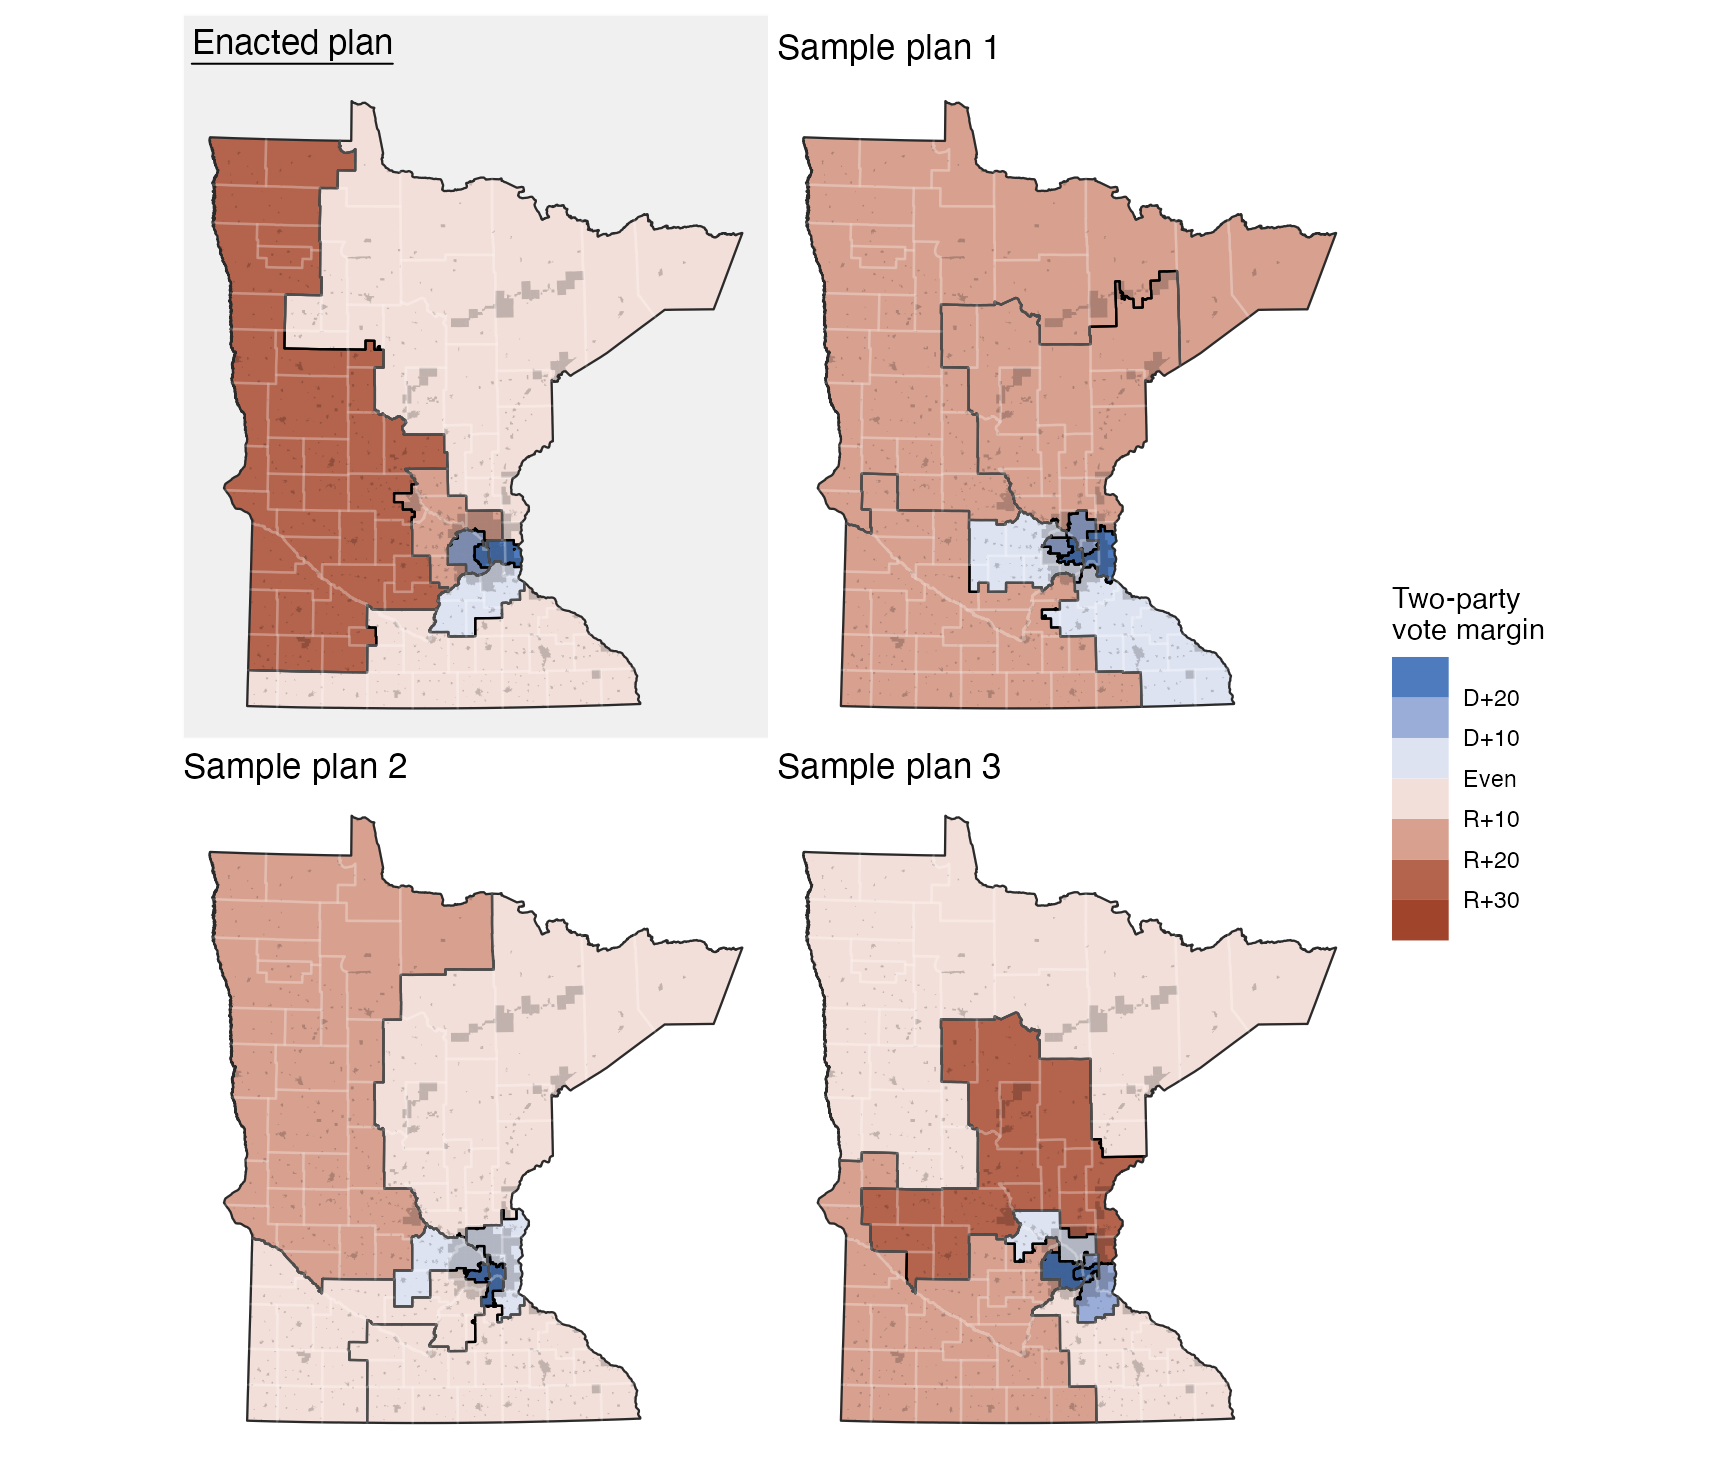 Enacted plan
Sample plan 1
Sample plan 2
Sample plan 3
Two-party
vote margin
D+20
D+10
Even
R+10
R+20
R+30